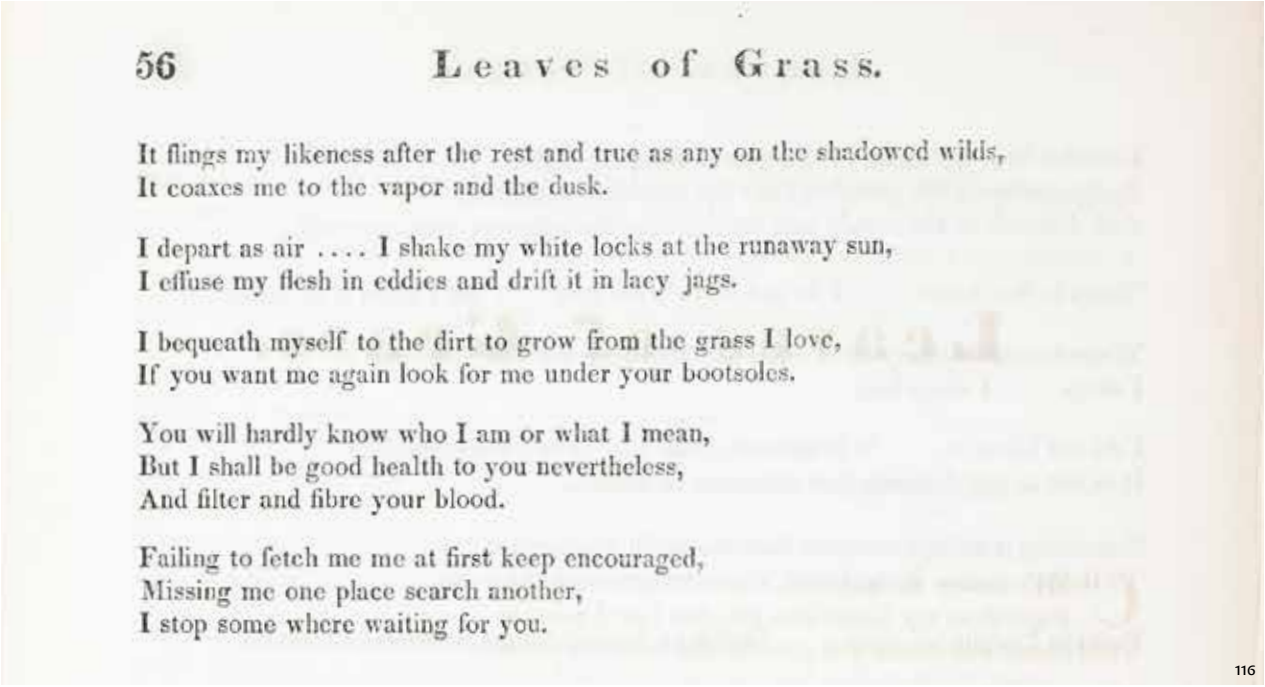 56 Leaves of Grass.
It flings my likeness after the rest and true as any on the shadowed wilds,
It coaxes me to the vapor and the dusk.
I depart as air .... I shake my white locks at the runaway sun,
I effuse my flesh in eddies and drift it in lacy jags.
I bequeath myself to the dirt to grow from the grass I love,
If you want me again look for me under your bootsoles.
You will hardly know who I am or what I mean,
But I shall be good health to you nevertheless,
And filter and fibre your blood.
Failing to fetch me me at first keep encouraged,
Missing me one place search another,
I stop some where waiting for you.
116